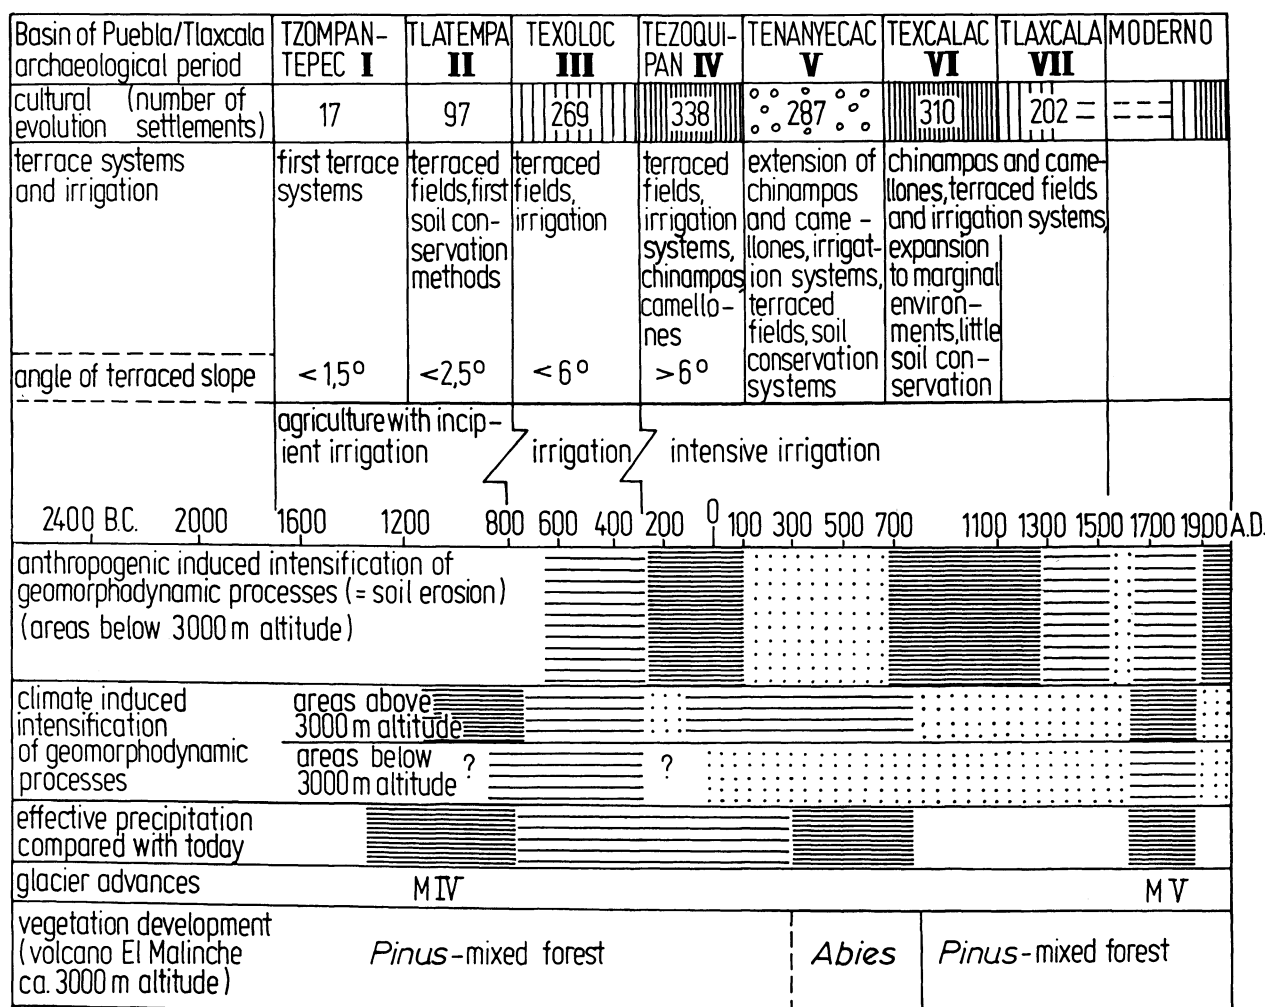 Basin of Puebla/Tlaxcala
archaeological period
TZOMPAN-
TEPEC I
TLATEMPA
II
TEXOLOC
III
TEZOQUI-
PAN IV
TENANYECAC
V
TEXCALAC
VI
TLAXCALA
VII
MODERNO
cultural (number of
evolution settlements)
17
97
269
338
287
310
202
terrace systems
and irrigation
first terrace
systems
terraced
fields, first
soil con-
servation
methods
terraced
fields,
irrigation
terraced
fields,
irrigation
systems,
chinampas,
camello-
nes
extension of
chinampas
and came-
llones, irrigat-
ion systems,
terraced
fields, soil
conservation
systems
chinampas and came-
llones, terraced fields
and irrigation systems,
expansion
to marginal
environ-
ments, little
soil con-
servation
angle of terraced slope
<1,5°
<2,5°
<6°
>6°
agriculture with incip-
ient irrigation
irrigation
intensive irrigation
2400 B.C. 2000 1600 1200 800 600 400 200 0 100 300 500 700 1100 1300 1500 1700 1900 A.D.
anthropogenic induced intensification of
geomorphodynamic processes (= soil erosion)
(areas below 3000 m altitude)
climate induced
intensification
of geomorphodynamic
processes
areas above
3000 m altitude
areas below
3000 m altitude
?
?
effective precipitation
compared with today
glacier advances
M IV
M V
vegetation development
(volcano El Malinche
ca. 3000 m altitude)
Pinus-mixed forest
Abies
Pinus-mixed forest